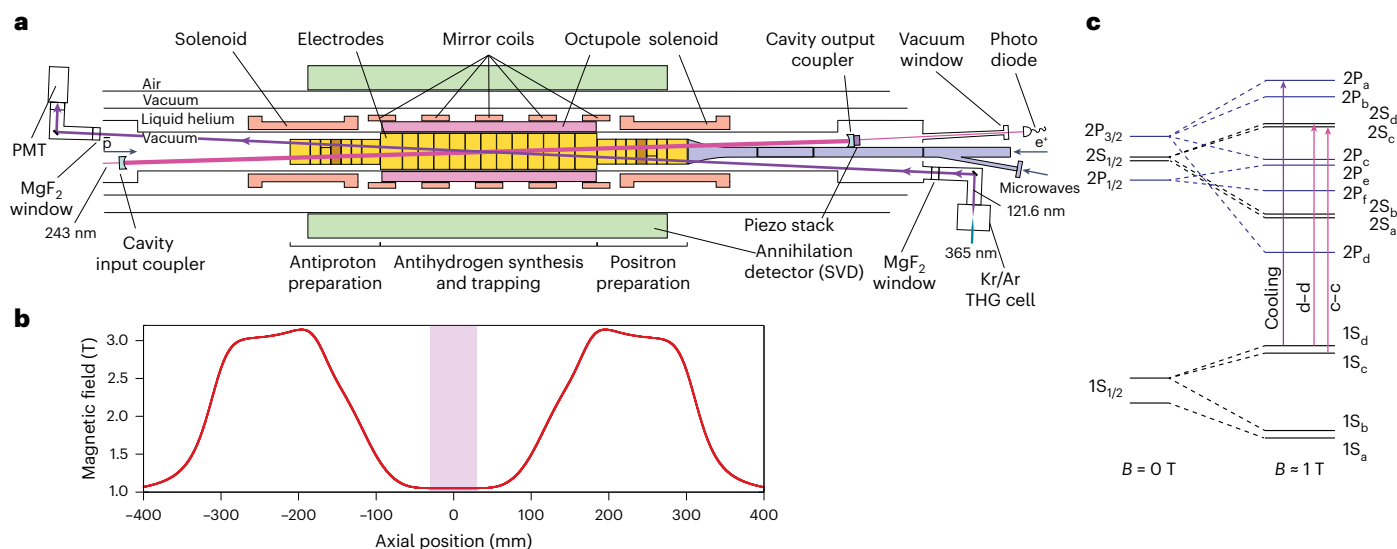 a
Solenoid
Electrodes
Mirror coils
Octupole solenoid
Cavity output
coupler
Vacuum
window
Photo
diode
Air
Vacuum
Liquid helium
Vacuum
PMT
p̅
e⁺
MgF₂
window
243 nm
Cavity
input coupler
Microwaves
121.6 nm
Piezo stack
Annihilation
detector (SVD)
MgF₂
window
365 nm
Kr/Ar
THG cell
Antiproton
preparation
Antihydrogen synthesis
and trapping
Positron
preparation
b
Magnetic field (T)
3.0
2.5
2.0
1.5
1.0
−400
−300
−200
−100
0
100
200
300
400
Axial position (mm)
c
2P₃/₂
2S₁/₂
2P₁/₂
1S₁/₂
2Pₐ
2P_b
2S_d
2S_c
2P_c
2Pₑ
2P_f
2S_b
2Sₐ
2P_d
Cooling
d–d
c–c
1S_d
1S_c
1S_b
1Sₐ
B = 0 T
B ≈ 1 T